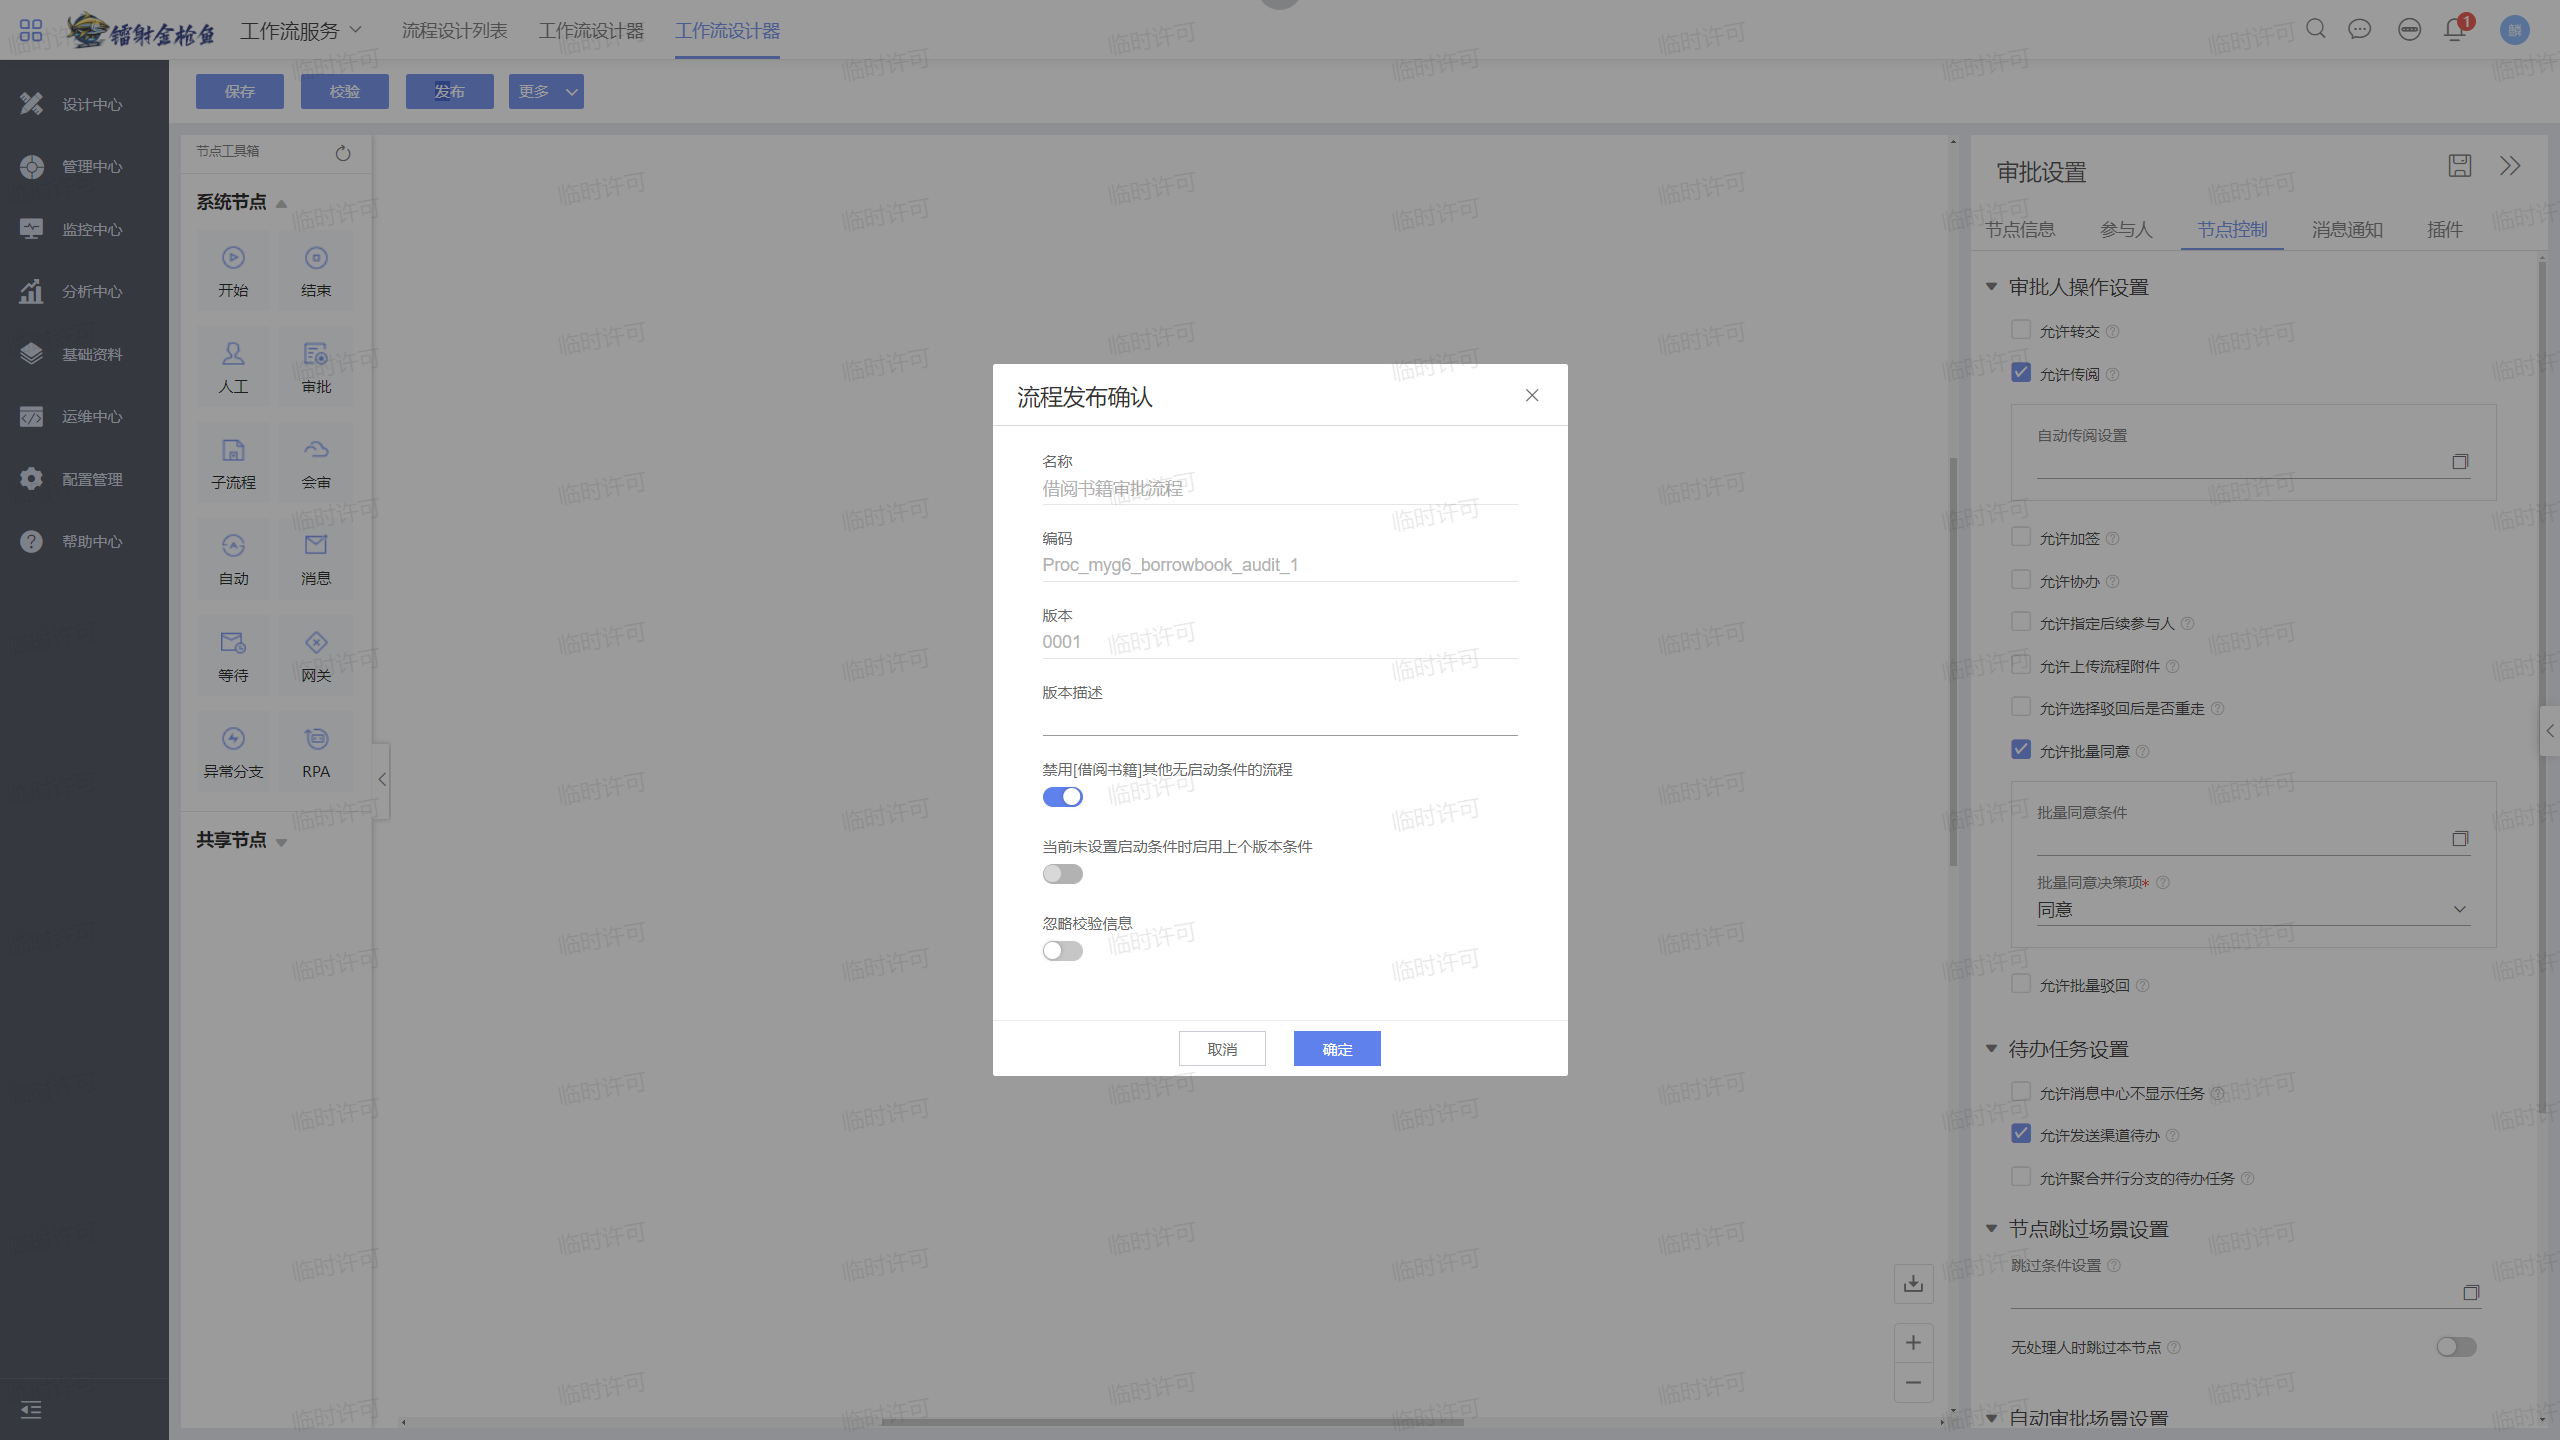 镭射金枪鱼
工作流服务
流程设计列表
工作流设计器
工作流设计器
1
麟
设计中心
管理中心
监控中心
分析中心
基础资料
运维中心
配置管理
帮助中心
保存
校验
发布
更多
节点工具箱
系统节点
开始
结束
人工
审批
子流程
会审
自动
消息
等待
网关
异常分支
RPA
共享节点
流程发布确认
名称
借阅书籍审批流程
编码
Proc_myg6_borrowbook_audit_1
版本
0001
版本描述
禁用[借阅书籍]其他无启动条件的流程
当前未设置启动条件时启用上个版本条件
忽略校验信息
取消
确定
审批设置
节点信息
参与人
节点控制
消息通知
插件
审批人操作设置
允许转交
允许传阅
自动传阅设置
允许加签
允许协办
允许指定后续参与人
允许上传流程附件
允许选择驳回后是否重走
允许批量同意
批量同意条件
批量同意决策项*
同意
允许批量驳回
待办任务设置
允许消息中心不显示任务
允许发送渠道待办
允许聚合并行分支的待办任务
节点跳过场景设置
跳过条件设置
无处理人时跳过本节点
自动审批场景设置
临时许可